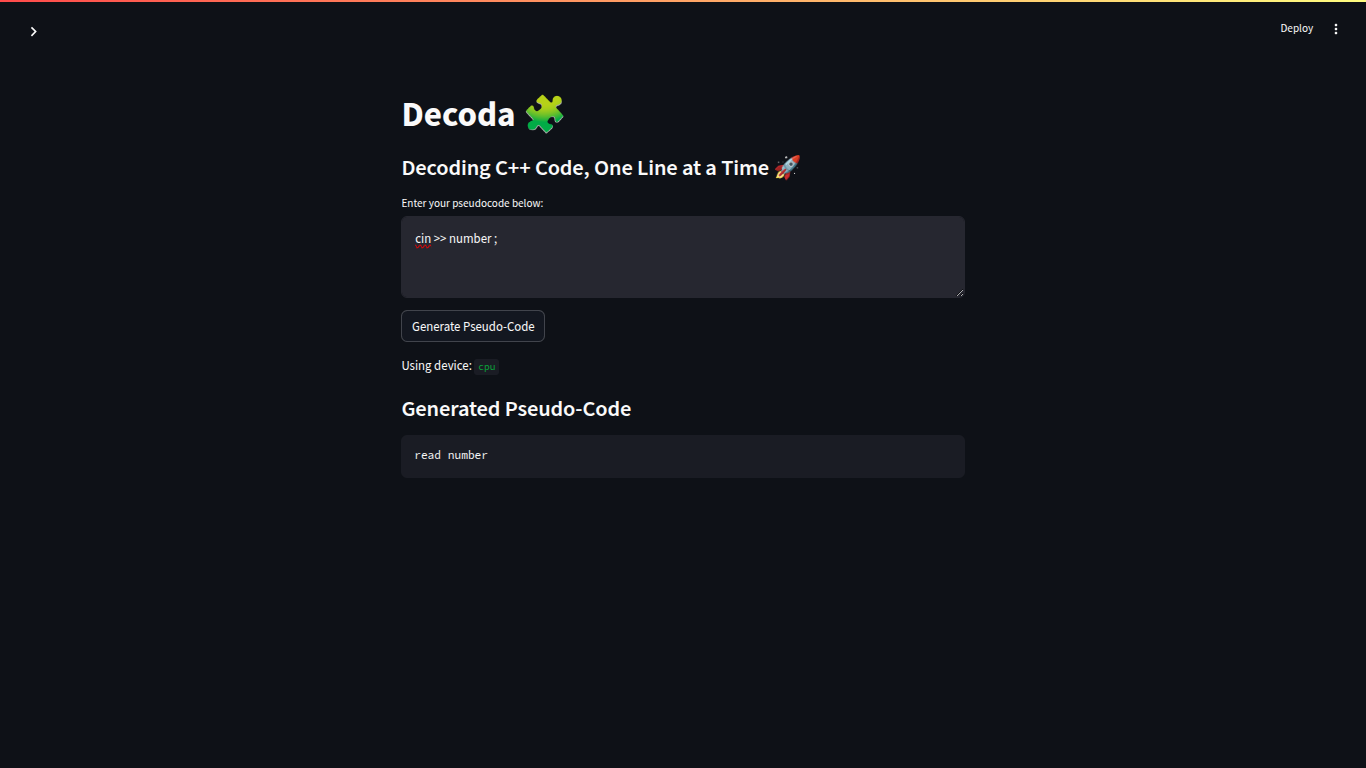 Deploy
Decoda 🧩
Decoding C++ Code, One Line at a Time 🚀
Enter your pseudocode below:
cin >> number ;
Generate Pseudo-Code
Using device: cpu
Generated Pseudo-Code
read number